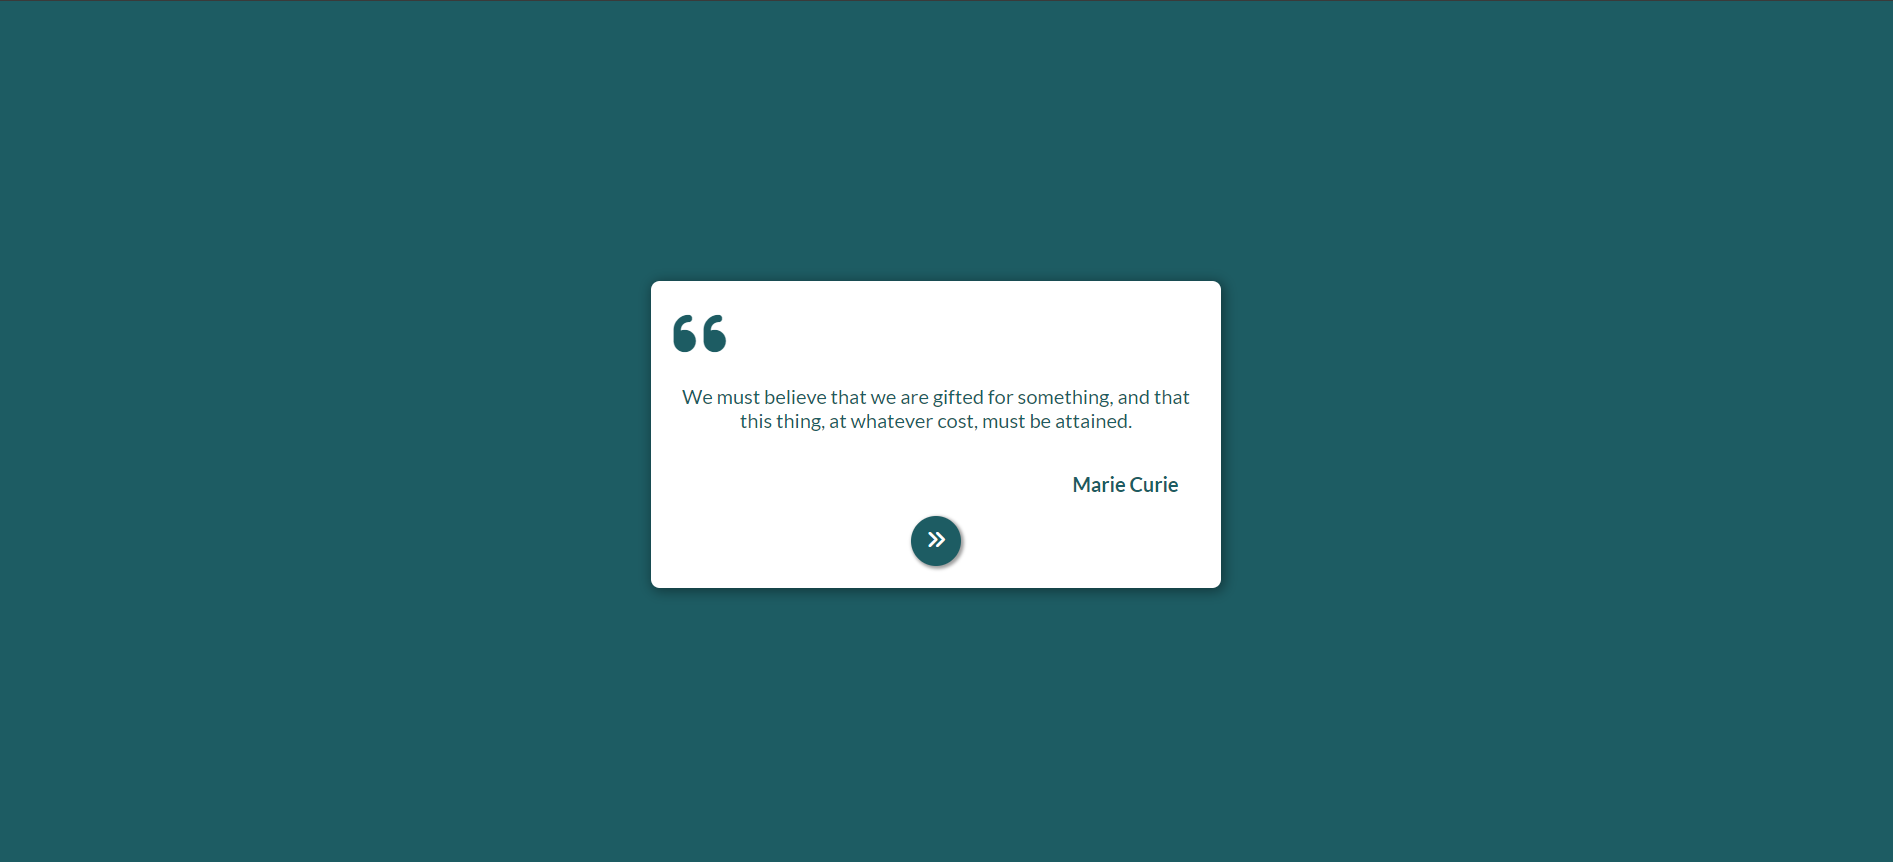 “
We must believe that we are gifted for something, and that
this thing, at whatever cost, must be attained.
Marie Curie
»